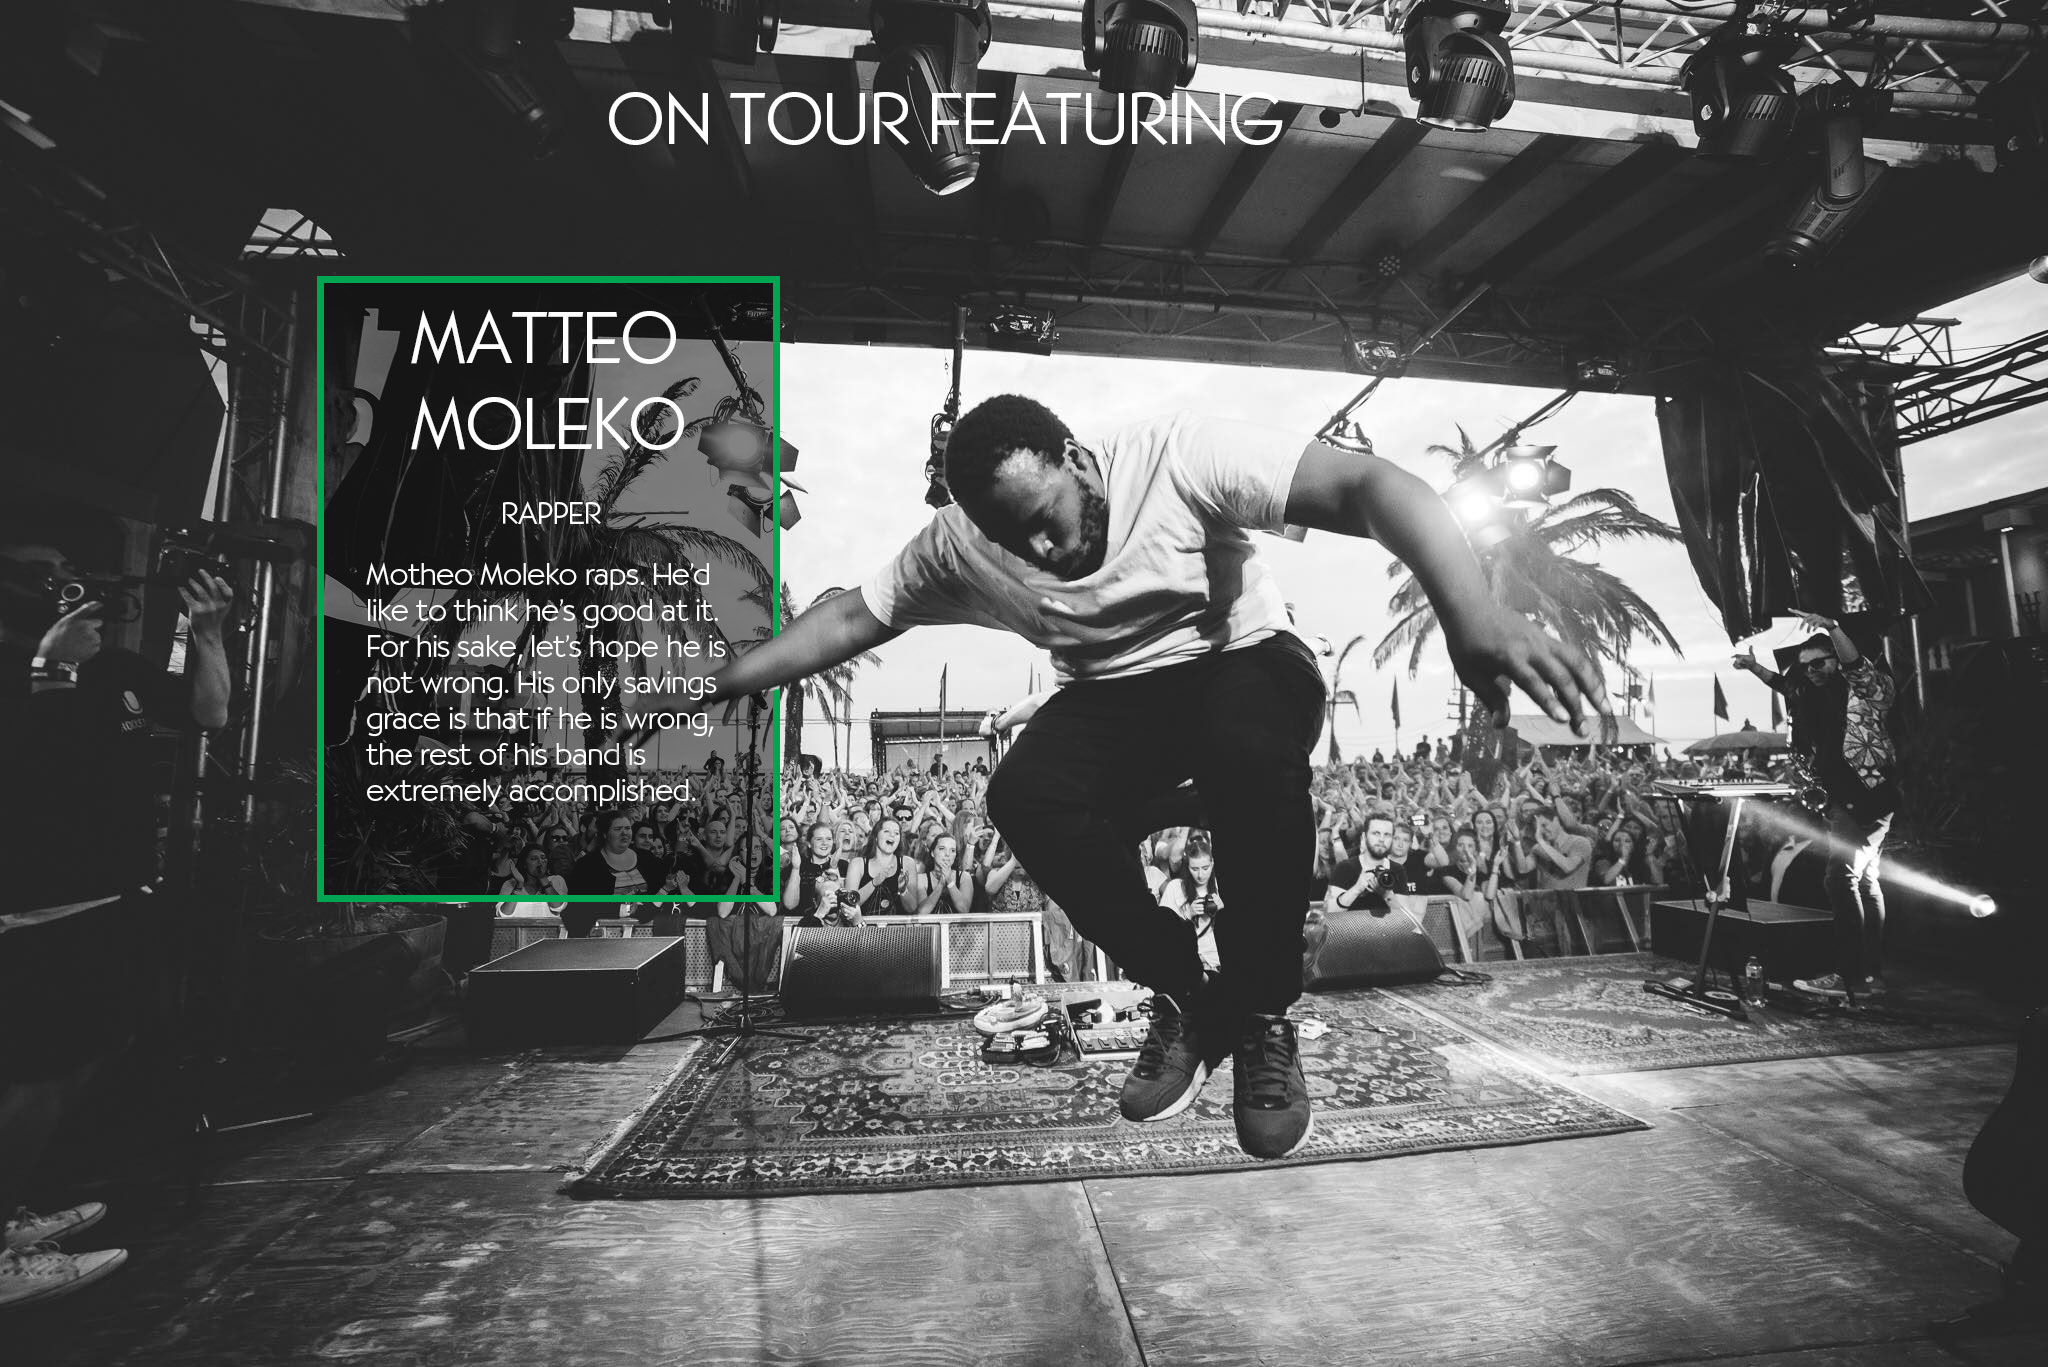 ON TOUR FEATURING
MATTEO
MOLEKO
RAPPER
Motheo Moleko raps. He'd
like to think he's good at it.
For his sake, let's hope he is
not wrong. His only savings
grace is that if he is wrong,
the rest of his band is
extremely accomplished.